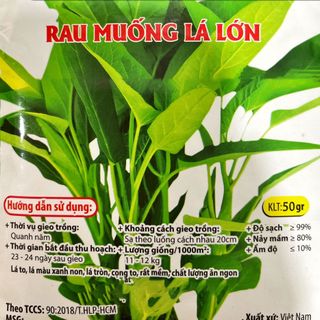 RAU MUỐNG LÁ LỚN
Hướng dẫn sử dụng:
KLT: 50gr
+ Thời vụ gieo trồng:
Quanh năm
+ Thời gian bắt đầu thu hoạch:
23 - 24 ngày sau gieo
+ Khoảng cách gieo trồng:
Sạ theo luống cách nhau 20cm
+ Lượng giống/1000m²:
11 - 12 kg
+ Độ sạch ≥ 99%
+ Nảy mầm ≥ 80%
+ Ẩm độ ≤ 10%
Lá to, lá màu xanh non, lá tròn, cọng to, rất mềm, chất lượng ăn ngon
Theo TCCS: 90:2018/T.HLP-HCM
Xuất xứ: Việt Nam